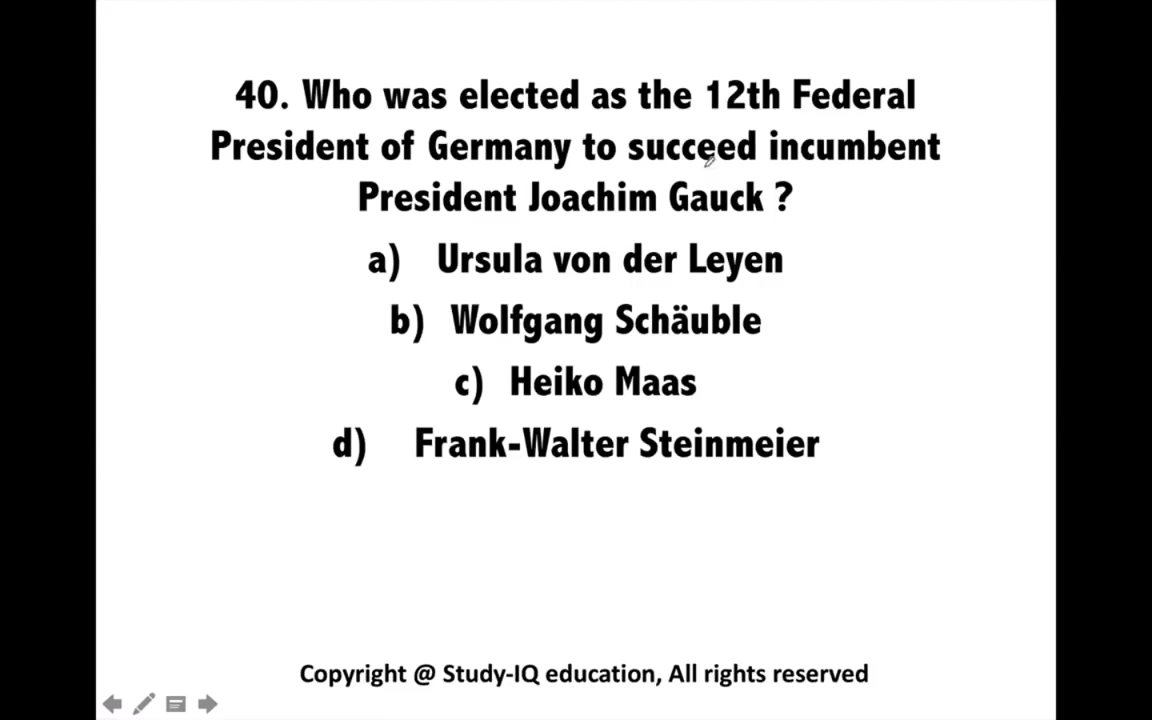 40. Who was elected as the 12th Federal
President of Germany to succeed incumbent
President Joachim Gauck ?
a) Ursula von der Leyen
b) Wolfgang Schäuble
c) Heiko Maas
d) Frank-Walter Steinmeier
Copyright @ Study-IQ education, All rights reserved